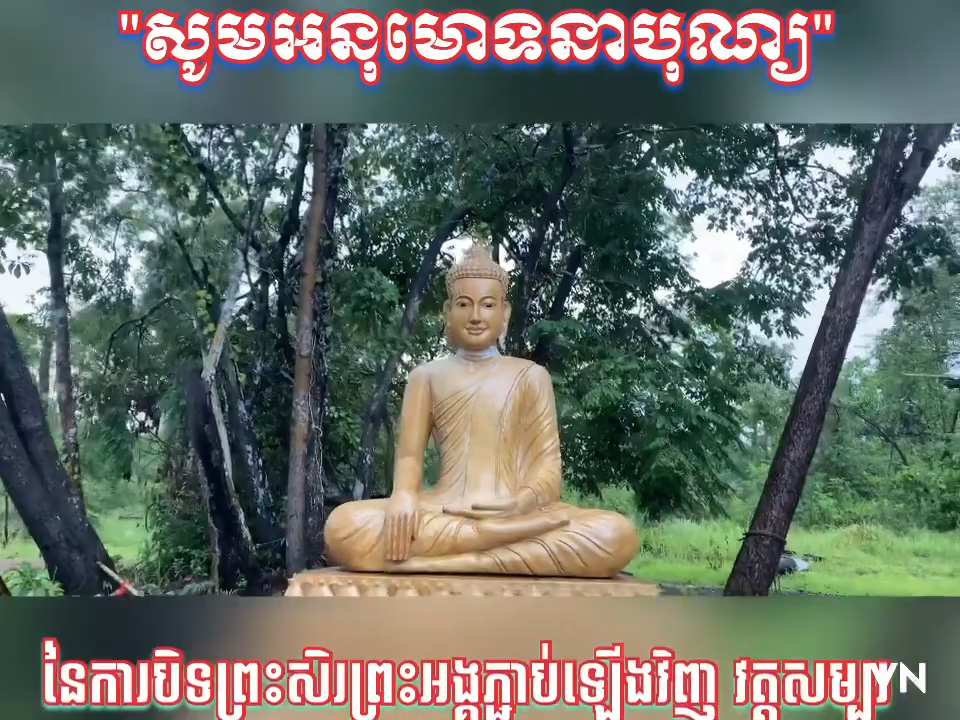 "សូមអនុមោទនាបុណ្យ"
នៃការបិទព្រះសិរព្រះអង្គភ្ជាប់ឡើងវិញ វត្តសម្បូរ
VN